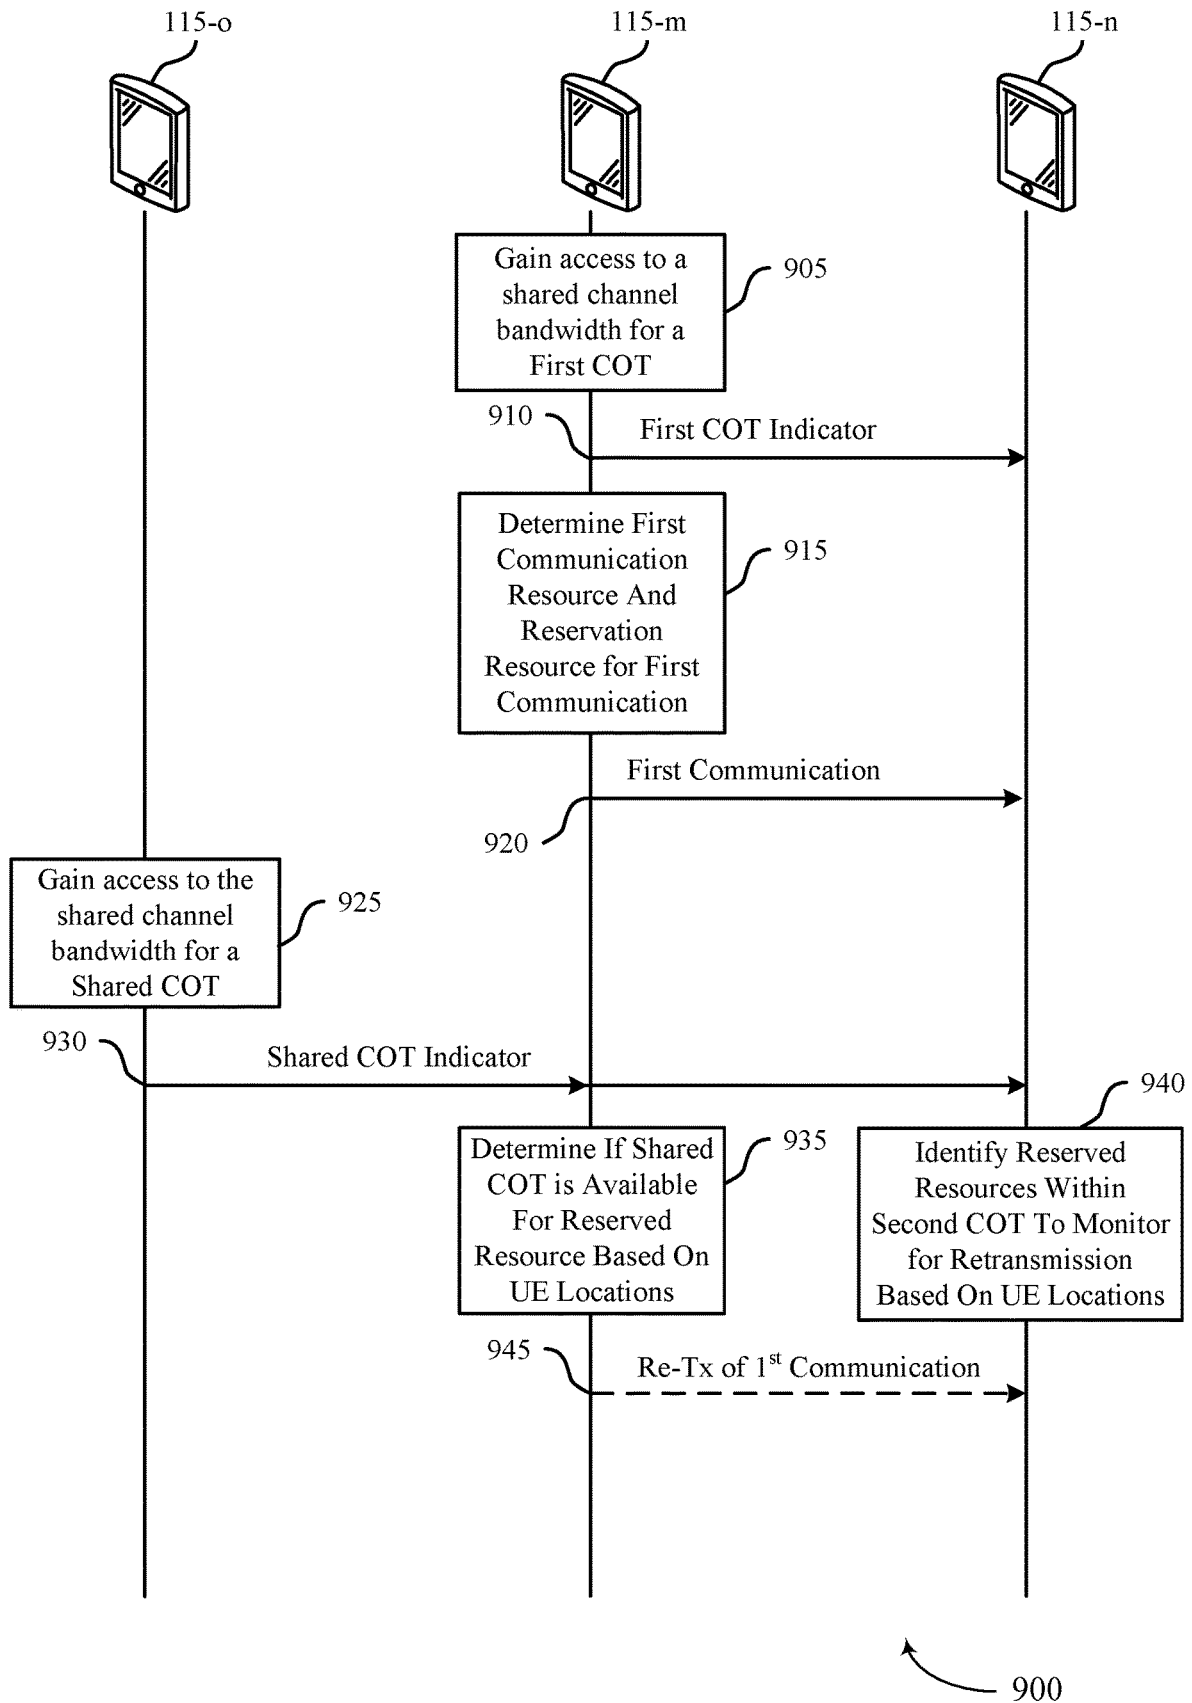 115-o
115-m
115-n
Gain access to a
shared channel
bandwidth for a
First COT
905
910
First COT Indicator
Determine First
Communication
Resource And
Reservation
Resource for First
Communication
915
First Communication
920
Gain access to the
shared channel
bandwidth for a
Shared COT
925
930
Shared COT Indicator
940
Determine If Shared
COT is Available
For Reserved
Resource Based On
UE Locations
935
Identify Reserved
Resources Within
Second COT To Monitor
for Retransmission
Based On UE Locations
945
Re-Tx of 1st Communication
900